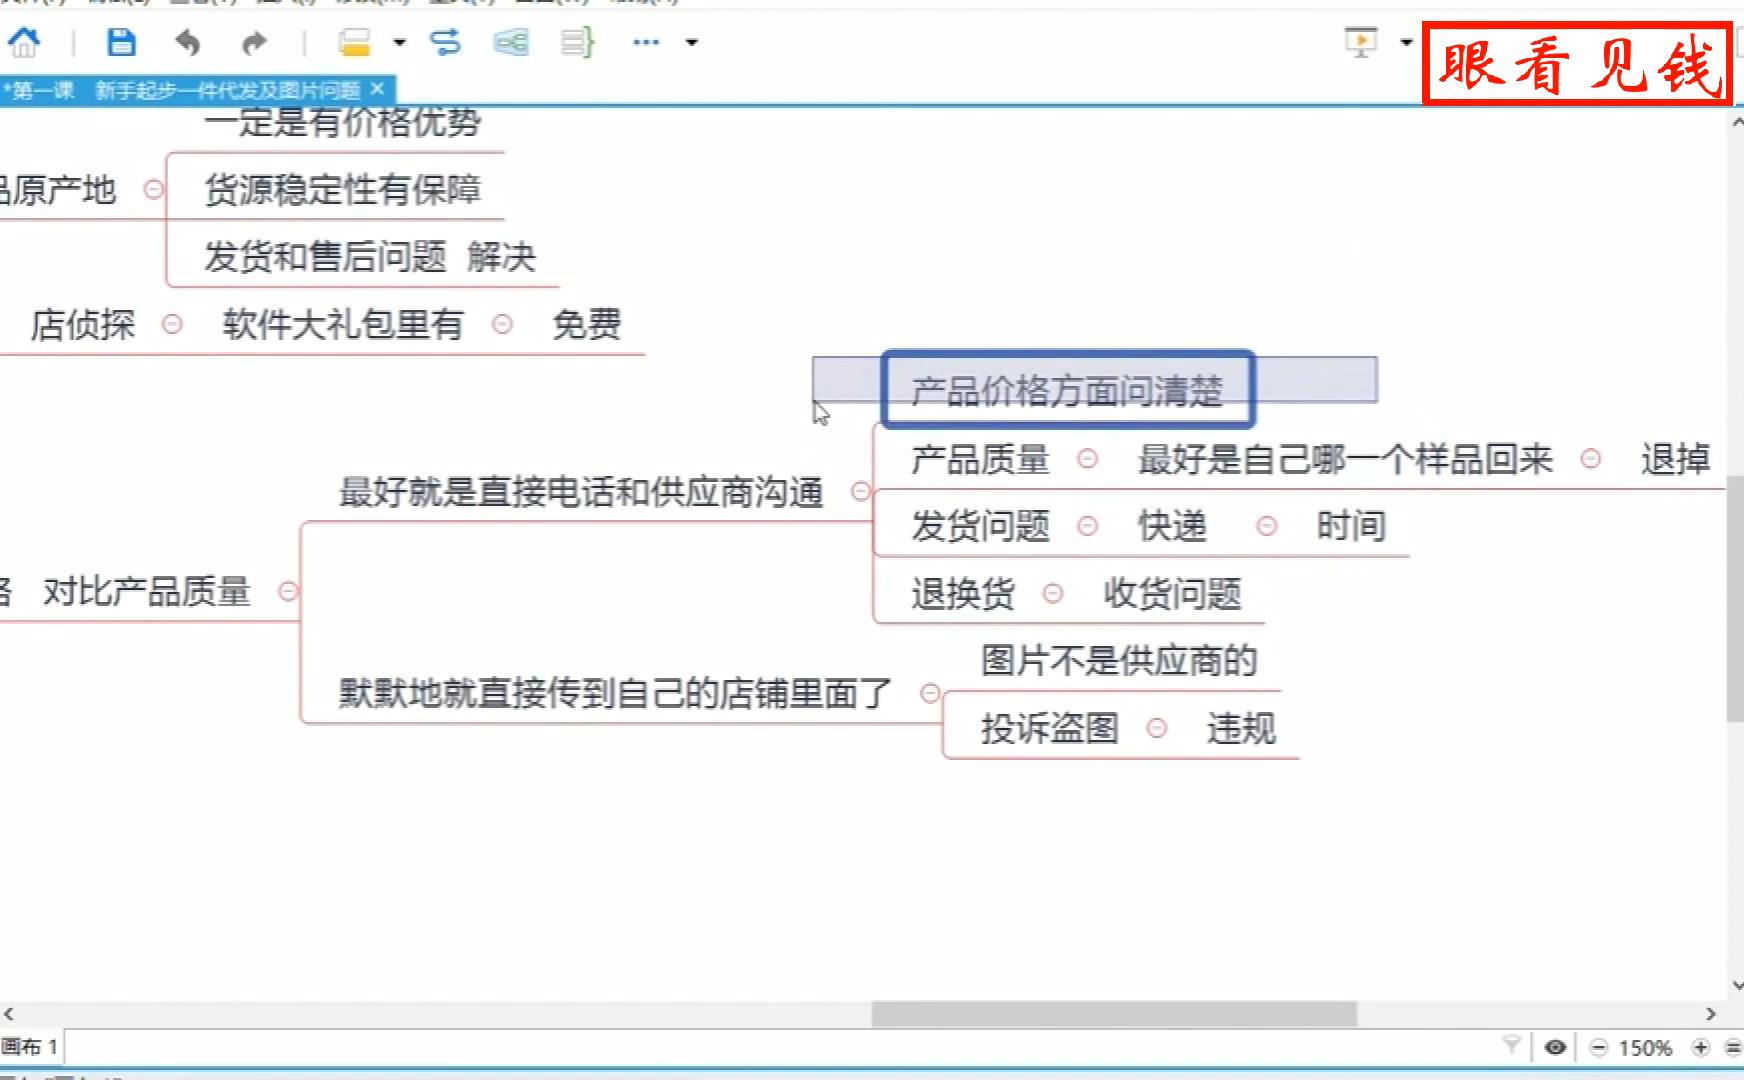 眼看见钱
*第一课 新手起步一件代发及图片问题
一定是有价格优势
品原产地
货源稳定性有保障
发货和售后问题 解决
店侦探 软件大礼包里有 免费
产品价格方面问清楚
产品质量 最好是自己哪一个样品回来 退掉
最好就是直接电话和供应商沟通
发货问题 快递 时间
对比产品质量
退换货 收货问题
图片不是供应商的
默默地就直接传到自己的店铺里面了
投诉盗图 违规
画布 1
150%